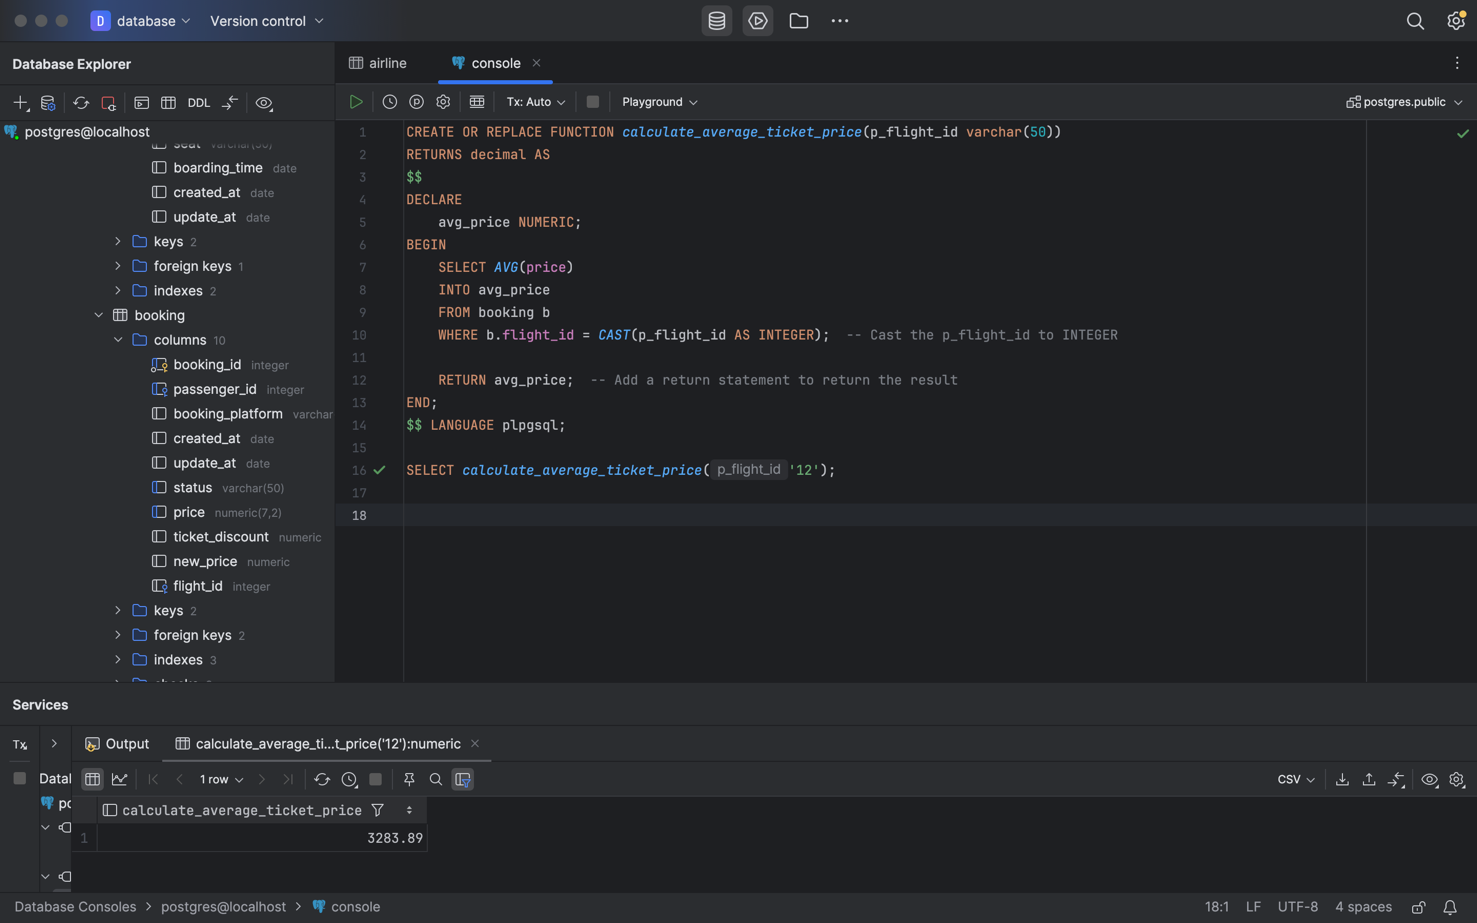 D database Version control
Database Explorer
airline
console
DDL
Tx: Auto
Playground
postgres.public
postgres@localhost
seat varchar(50)
boarding_time date
created_at date
update_at date
keys 2
foreign keys 1
indexes 2
booking
columns 10
booking_id integer
passenger_id integer
booking_platform varchar
created_at date
update_at date
status varchar(50)
price numeric(7,2)
ticket_discount numeric
new_price numeric
flight_id integer
keys 2
foreign keys 2
indexes 3
1 CREATE OR REPLACE FUNCTION calculate_average_ticket_price(p_flight_id varchar(50))
2 RETURNS decimal AS
3 $$
4 DECLARE
5 avg_price NUMERIC;
6 BEGIN
7 SELECT AVG(price)
8 INTO avg_price
9 FROM booking b
10 WHERE b.flight_id = CAST(p_flight_id AS INTEGER); -- Cast the p_flight_id to INTEGER
11
12 RETURN avg_price; -- Add a return statement to return the result
13 END;
14 $$ LANGUAGE plpgsql;
15
16 SELECT calculate_average_ticket_price( p_flight_id '12');
17
18
Services
Tx
Output
calculate_average_ti...t_price('12'):numeric
Datal
1 row
CSV
po
calculate_average_ticket_price
1 3283.89
Database Consoles > postgres@localhost > console
18:1 LF UTF-8 4 spaces